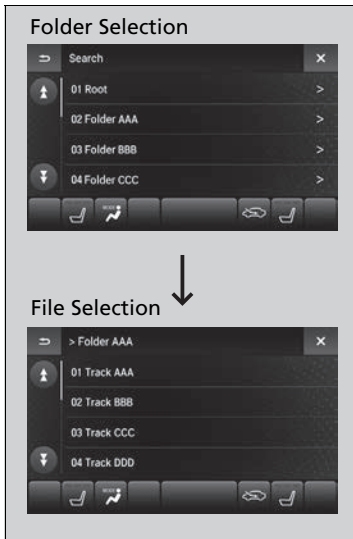 Folder Selection
Search
01 Root
02 Folder AAA
03 Folder BBB
04 Folder CCC
File Selection
> Folder AAA
01 Track AAA
02 Track BBB
03 Track CCC
04 Track DDD